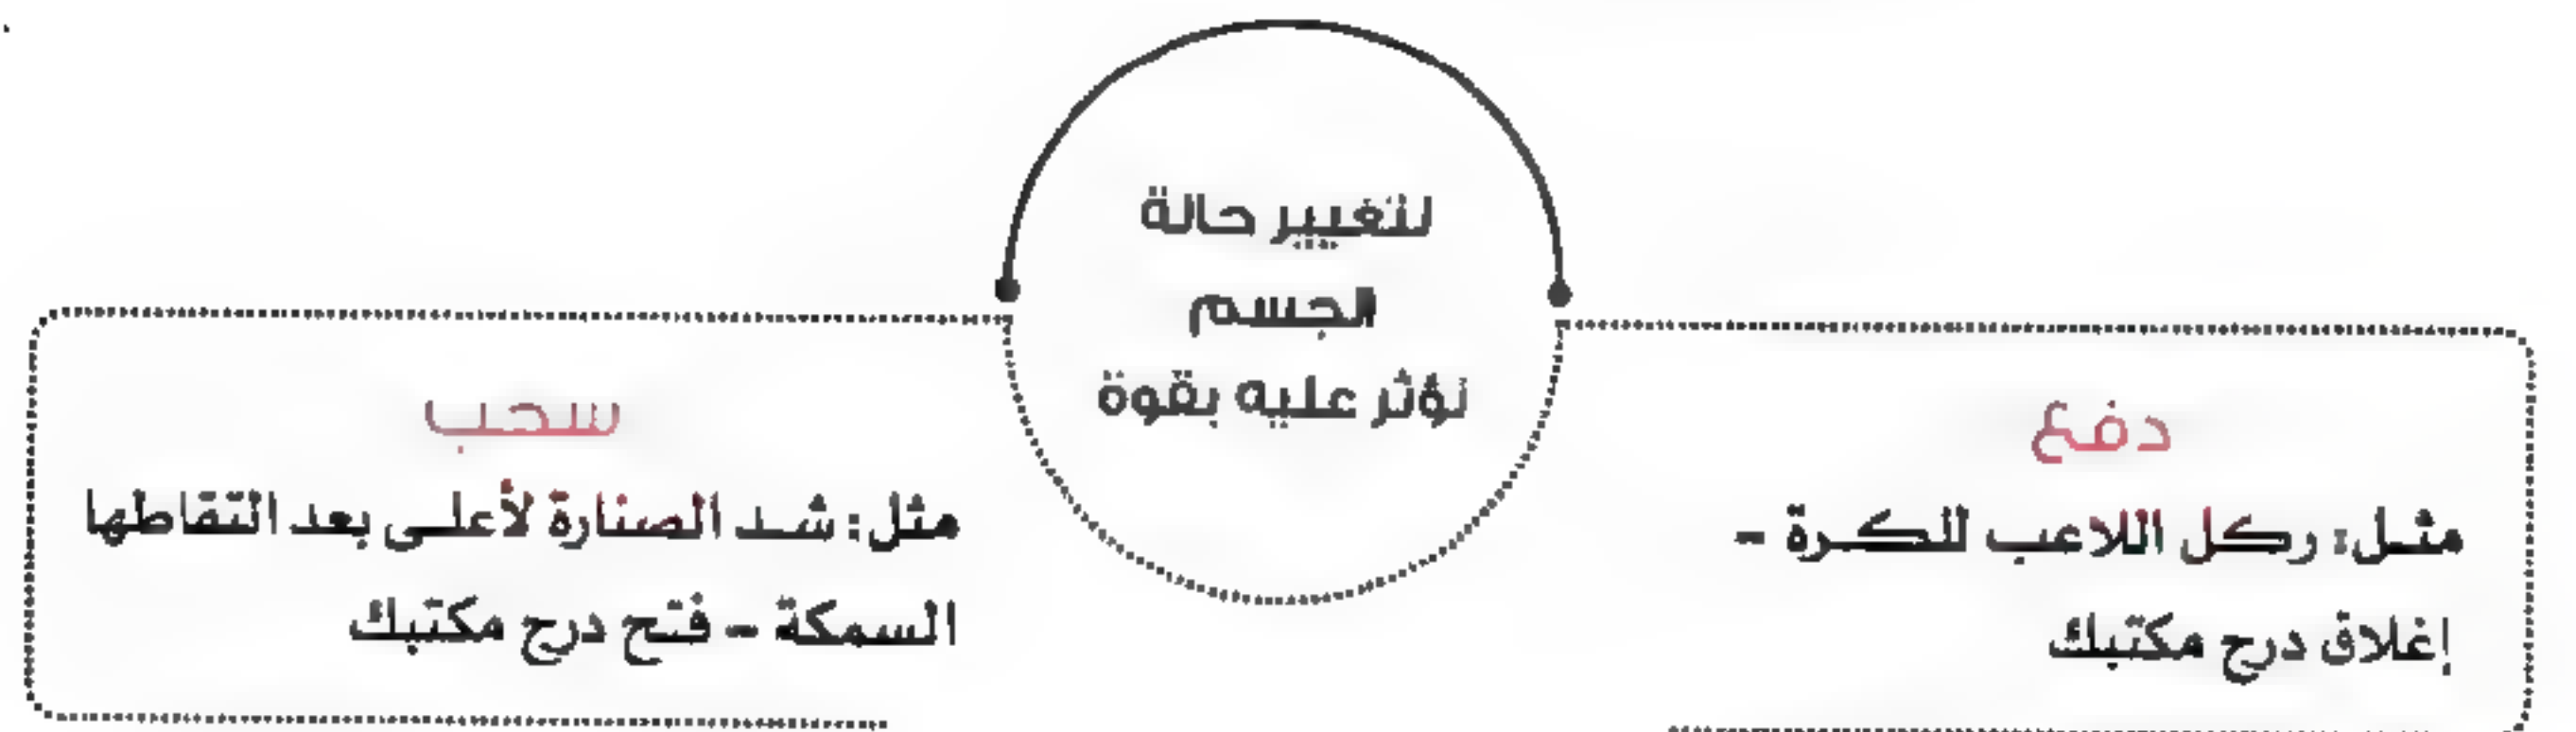 لتغيير حالة
الجسم
نؤثر عليه بقوة
دفع
مثل: ركل اللاعب للكرة -
إغلاق درج مكتبك
سحب
مثل: شد الصنارة لأعلى بعد التقاطها
السمكة - فتح درج مكتبك